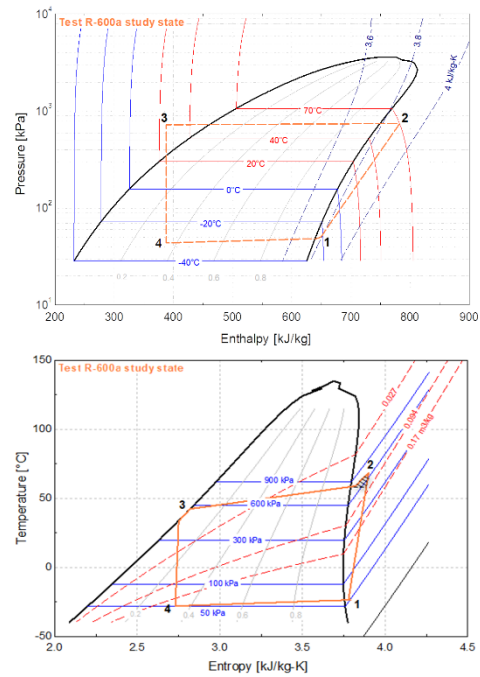 Test R-600a study state
10⁴
10³
10²
10¹
Pressure [kPa]
3,6
3,8
4 kJ/kg-K
70°C
40°C
20°C
0°C
-20°C
-40°C
0.2
0.4
0.6
0.8
1
2
3
4
200
300
400
500
600
700
800
900
Enthalpy [kJ/kg]
Test R-600a study state
150
100
50
0
-50
Temperature [°C]
0,027
0,094
0,17 m3/kg
900 kPa
600 kPa
300 kPa
100 kPa
50 kPa
0.2
0.4
0.6
0.8
1
2
3
4
2.0
2.5
3.0
3.5
4.0
4.5
Entropy [kJ/kg-K]